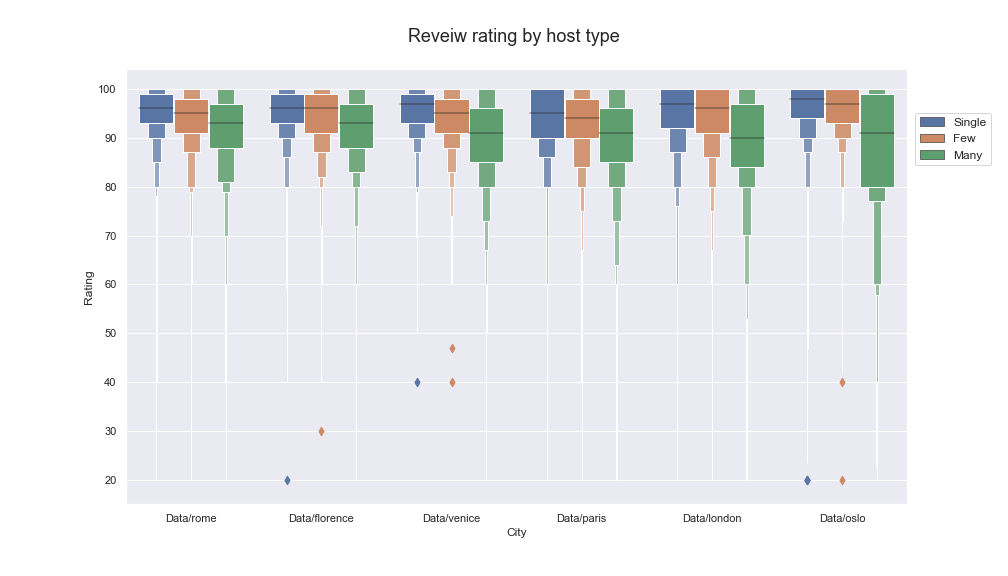 Reveiw rating by host type
100
90
80
70
60
50
40
30
20
Rating
Data/rome
Data/florence
Data/venice
Data/paris
Data/london
Data/oslo
City
Single
Few
Many